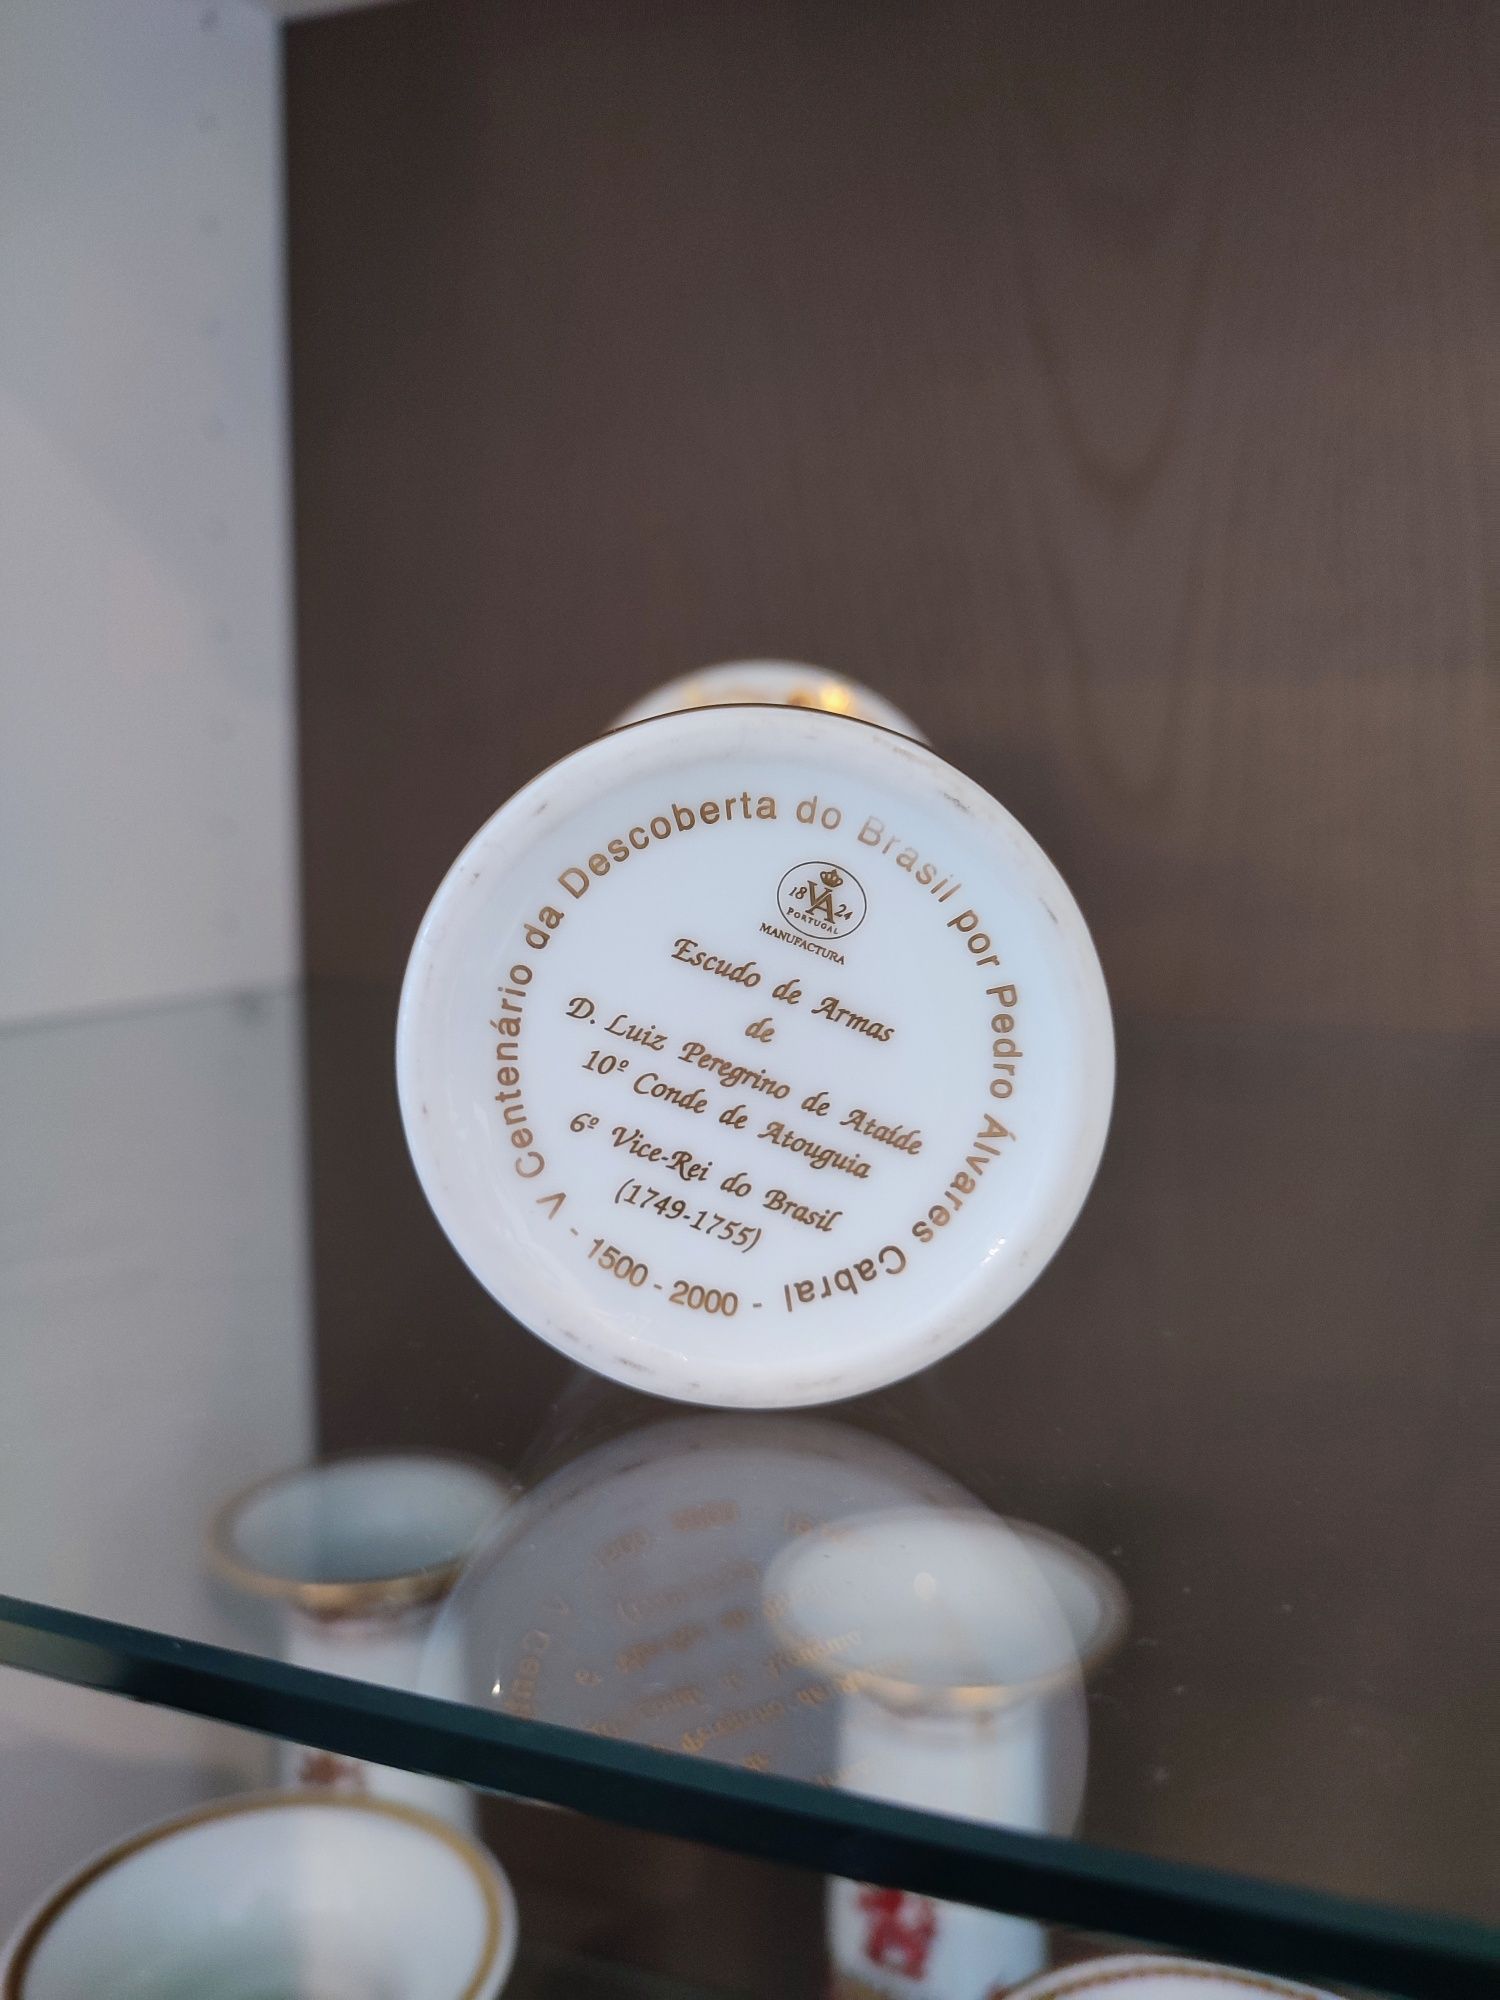 V Centenário da Descoberta do Brasil por Pedro Álvares Cabral - 1500 - 2000 -
18 VA 24
PORTUGAL
MANUFACTURA
Escudo de Armas
de
D. Luiz Peregrino de Ataíde
10º Conde de Atouguia
6º Vice-Rei do Brasil
(1749-1755)